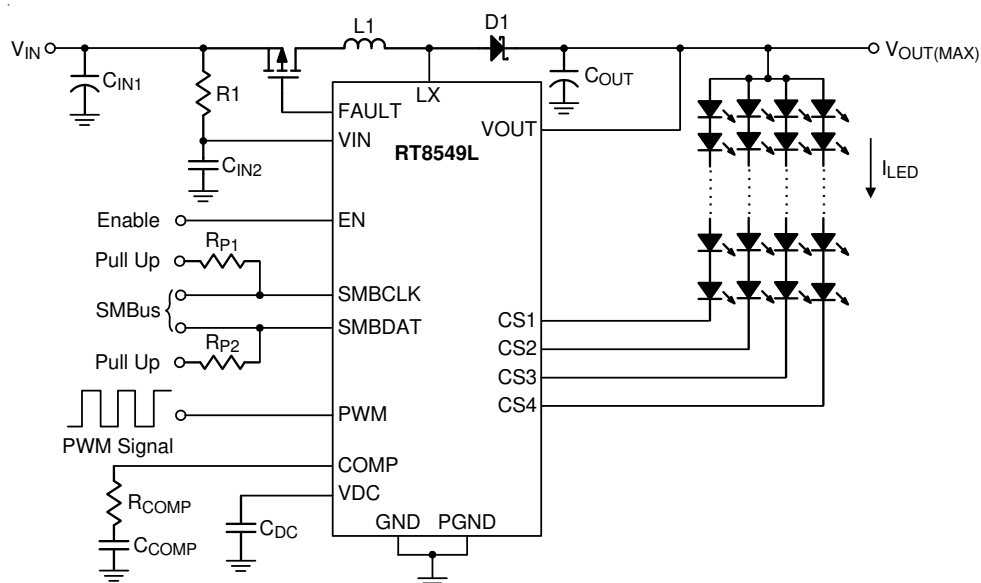 L1
D1
VIN
VOUT(MAX)
CIN1
R1
COUT
LX
FAULT
VOUT
VIN
RT8549L
CIN2
ILED
Enable
EN
RP1
Pull Up
SMBCLK
SMBus
SMBDAT
RP2
Pull Up
CS1
CS2
CS3
CS4
PWM
PWM Signal
COMP
RCOMP
VDC
CDC
GND PGND
CCOMP